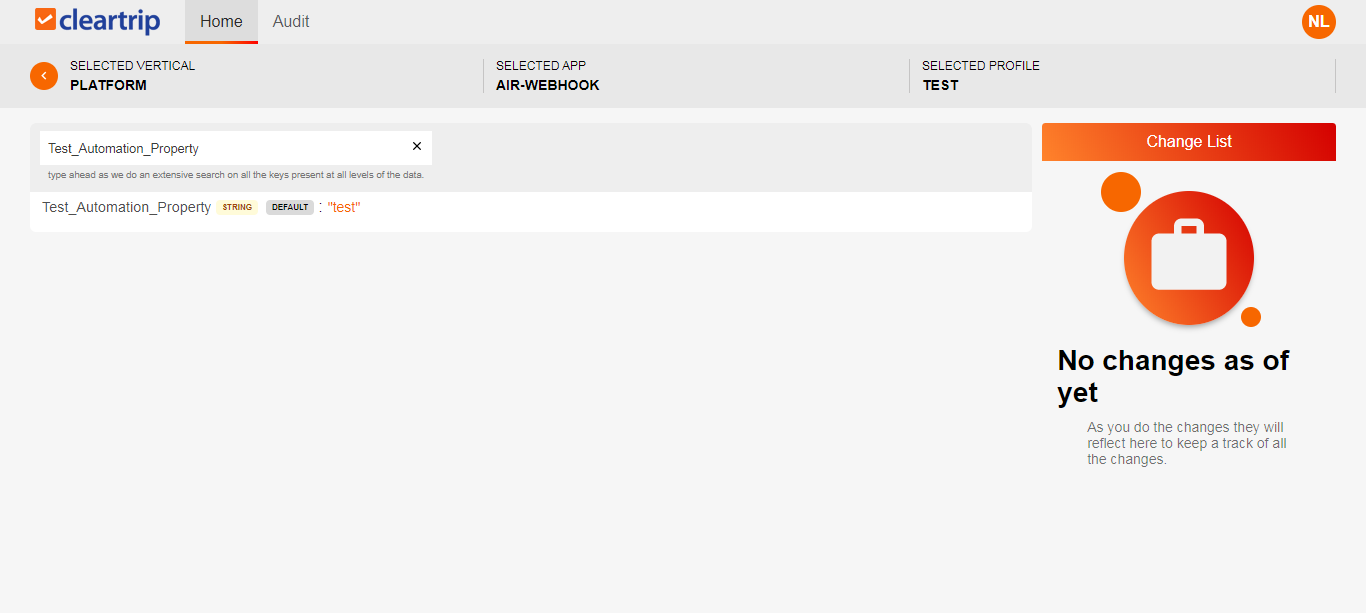 cleartrip
Home
Audit
NL
SELECTED VERTICAL
PLATFORM
SELECTED APP
AIR-WEBHOOK
SELECTED PROFILE
TEST
Test_Automation_Property
type ahead as we do an extensive search on all the keys present at all levels of the data.
Test_Automation_Property STRING DEFAULT : "test"
Change List
No changes as of
yet
As you do the changes they will
reflect here to keep a track of all
the changes.